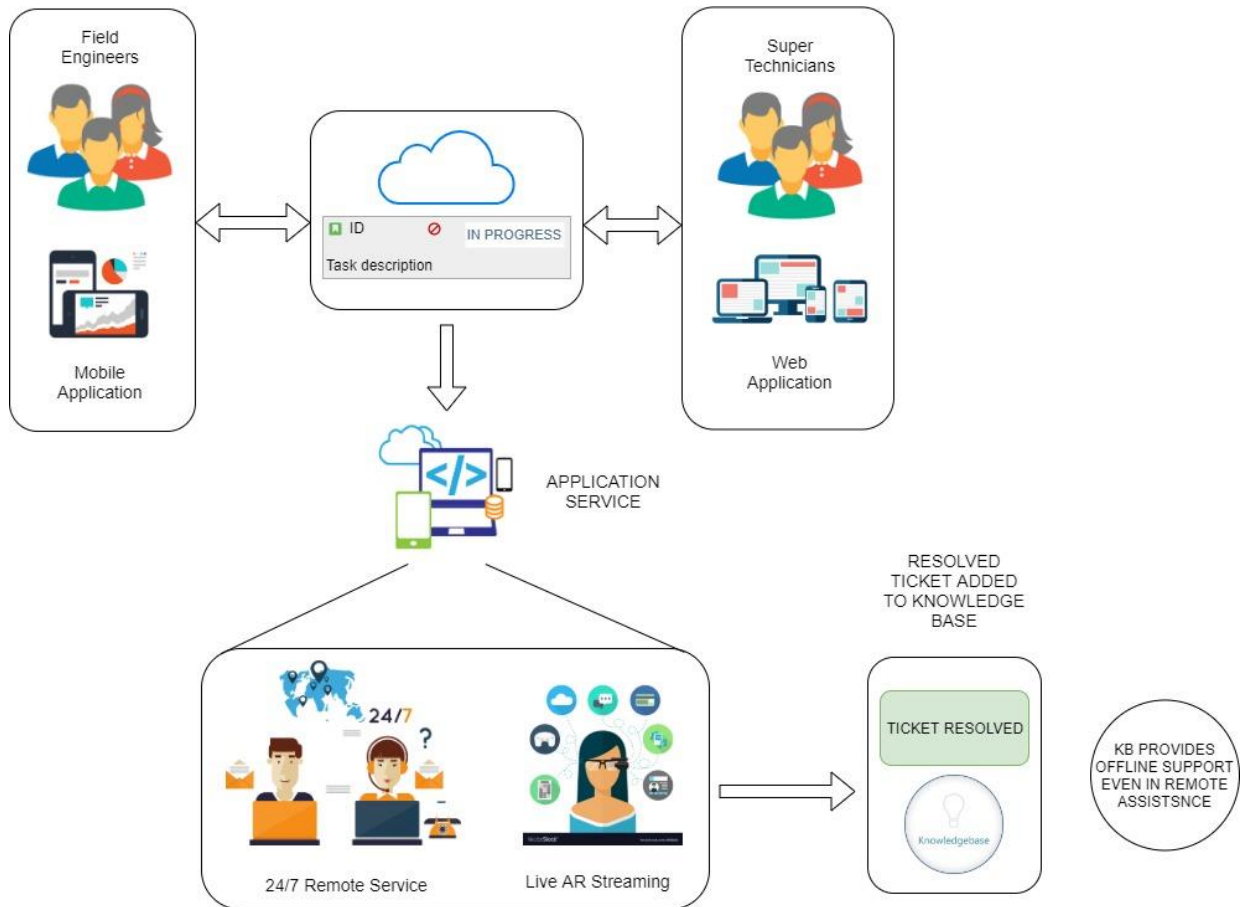 Field
Engineers
Mobile
Application
ID
IN PROGRESS
Task description
Super
Technicians
Web
Application
APPLICATION
SERVICE
24/7
?
24/7 Remote Service
Live AR Streaming
RESOLVED
TICKET ADDED
TO KNOWLEDGE
BASE
TICKET RESOLVED
Knowledgebase
KB PROVIDES
OFFLINE SUPPORT
EVEN IN REMOTE
ASSISTSNCE